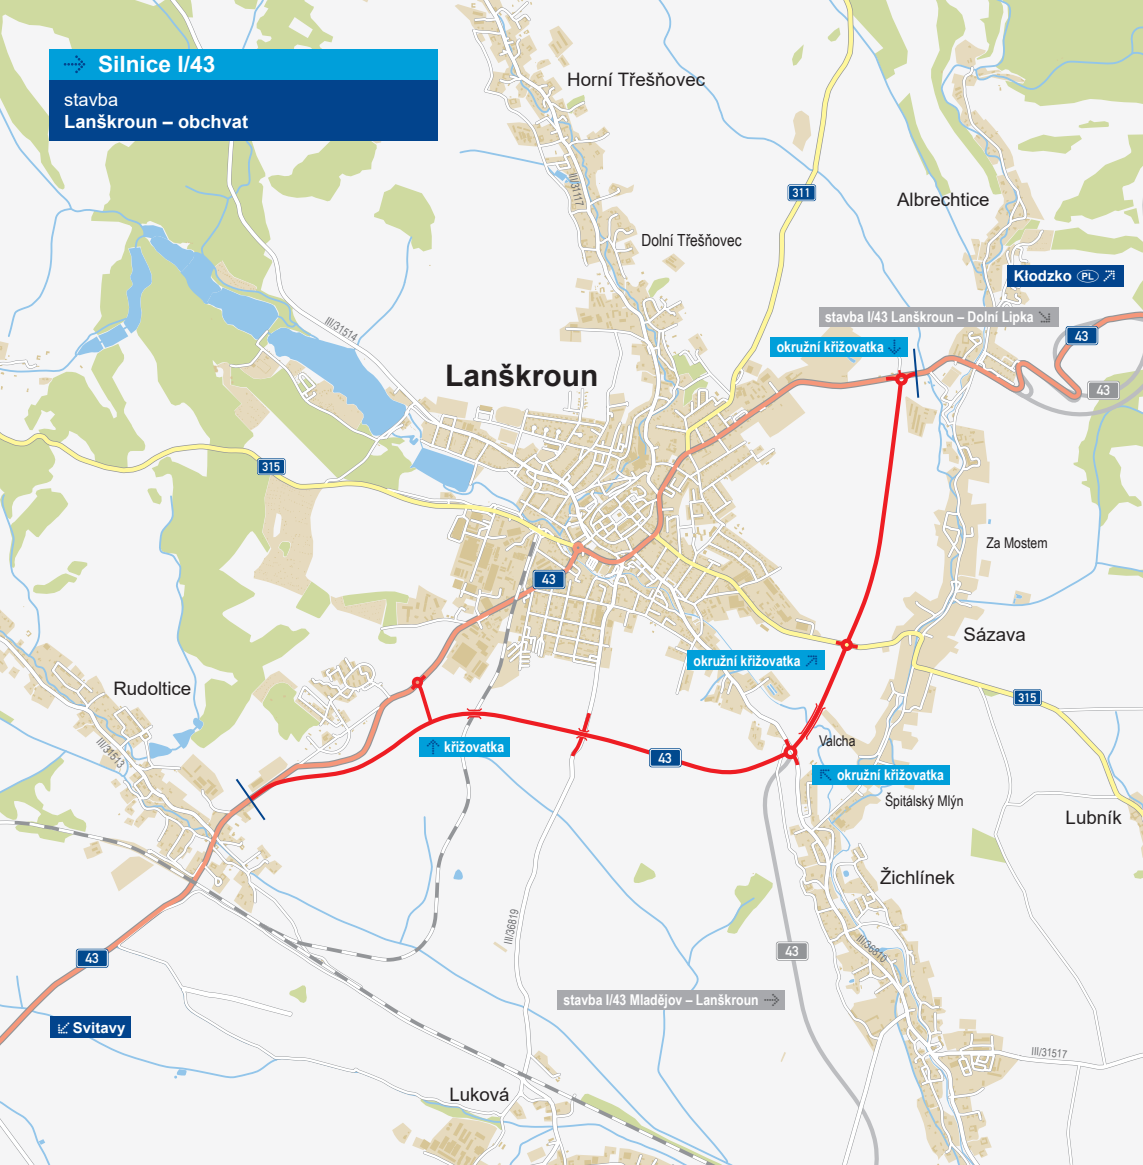 Silnice I/43
stavba
Lanškroun – obchvat
Horní Třešňovec
III/31117
311
Albrechtice
Dolní Třešňovec
Kłodzko PL
stavba I/43 Lanškroun – Dolní Lipka
III/31514
43
okružní křižovatka
Lanškroun
43
315
Za Mostem
43
Sázava
okružní křižovatka
Rudoltice
315
III/31513
křižovatka
43
Valcha
okružní křižovatka
Špitálský Mlýn
Lubník
Žichlínek
III/36819
43
III/36810
43
stavba I/43 Mladějov – Lanškroun
Svitavy
III/31517
Luková